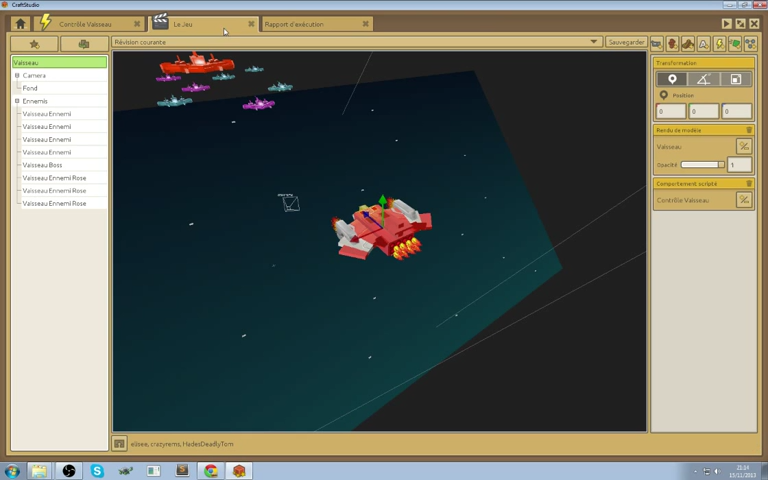 CraftStudio
Contrôle Vaisseau
Le Jeu
Rapport d'exécution
Révision courante
Sauvegarder
Vaisseau
Camera
Fond
Ennemis
Vaisseau Ennemi
Vaisseau Ennemi
Vaisseau Ennemi
Vaisseau Ennemi
Vaisseau Boss
Vaisseau Ennemi Rose
Vaisseau Ennemi Rose
Vaisseau Ennemi Rose
Transformation
Position
0 0 0
Rendu de modèle
Vaisseau
Opacité 1
Comportement scripté
Contrôle Vaisseau
elisee, crazyrems, HadesDeadlyTom
21:14
15/11/2013